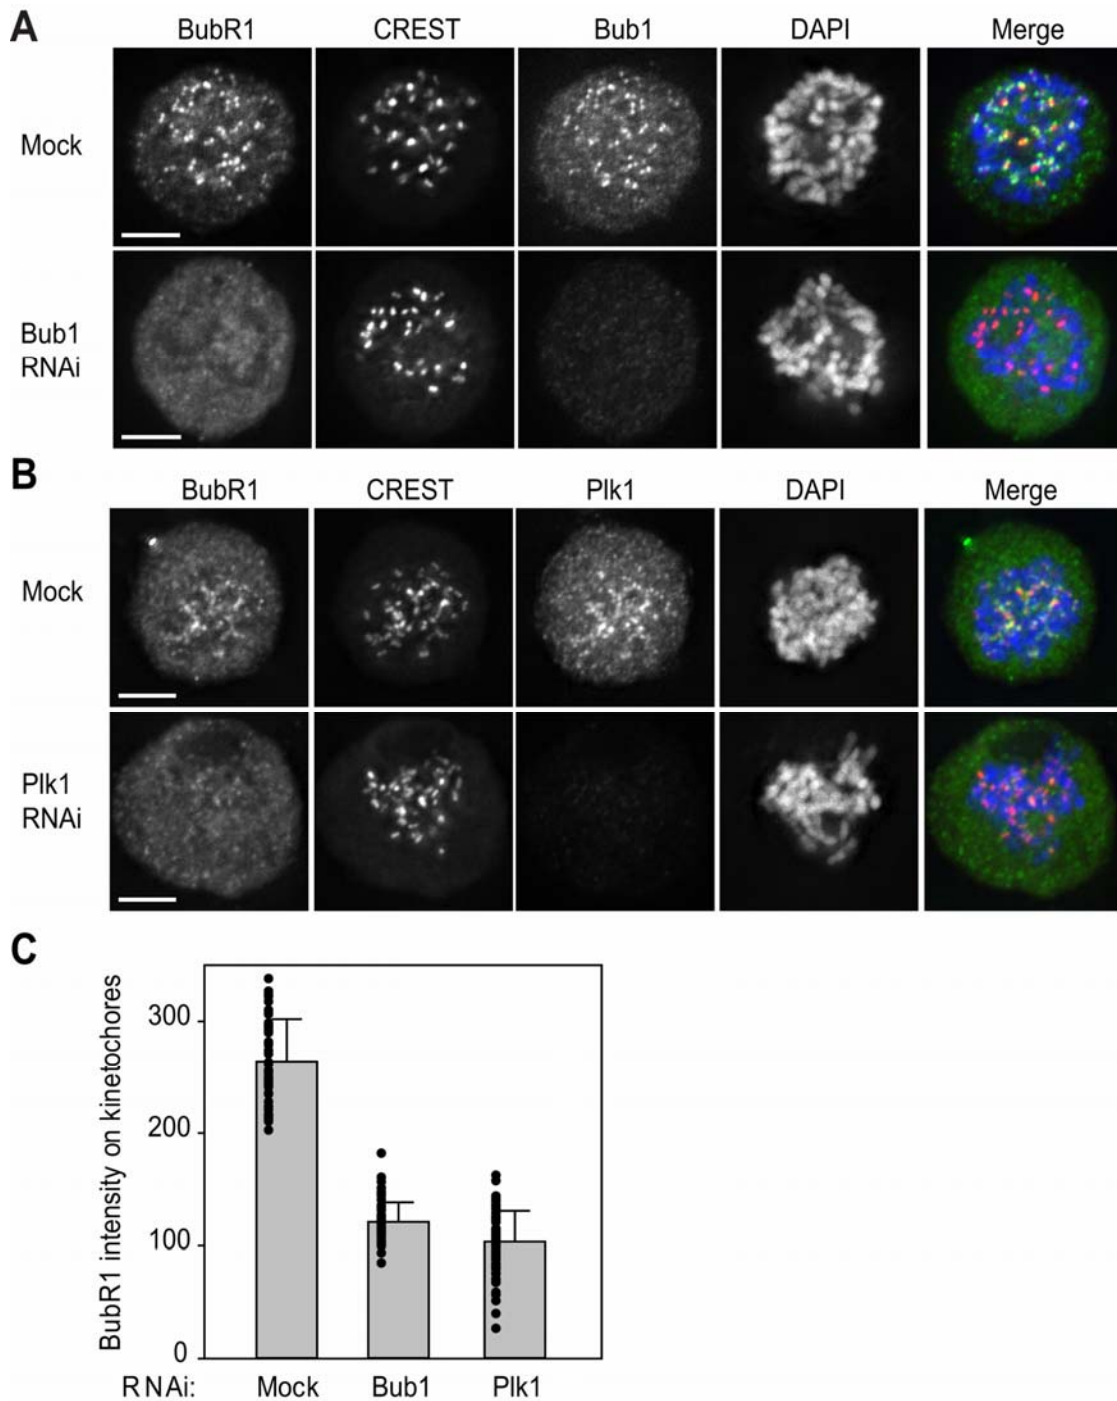 A
BubR1 CREST Bub1 DAPI Merge
Mock
Bub1
RNAi
B
BubR1 CREST Plk1 DAPI Merge
Mock
Plk1
RNAi
C
BubR1 intensity on kinetochores
300
200
100
0
RNAi: Mock Bub1 Plk1